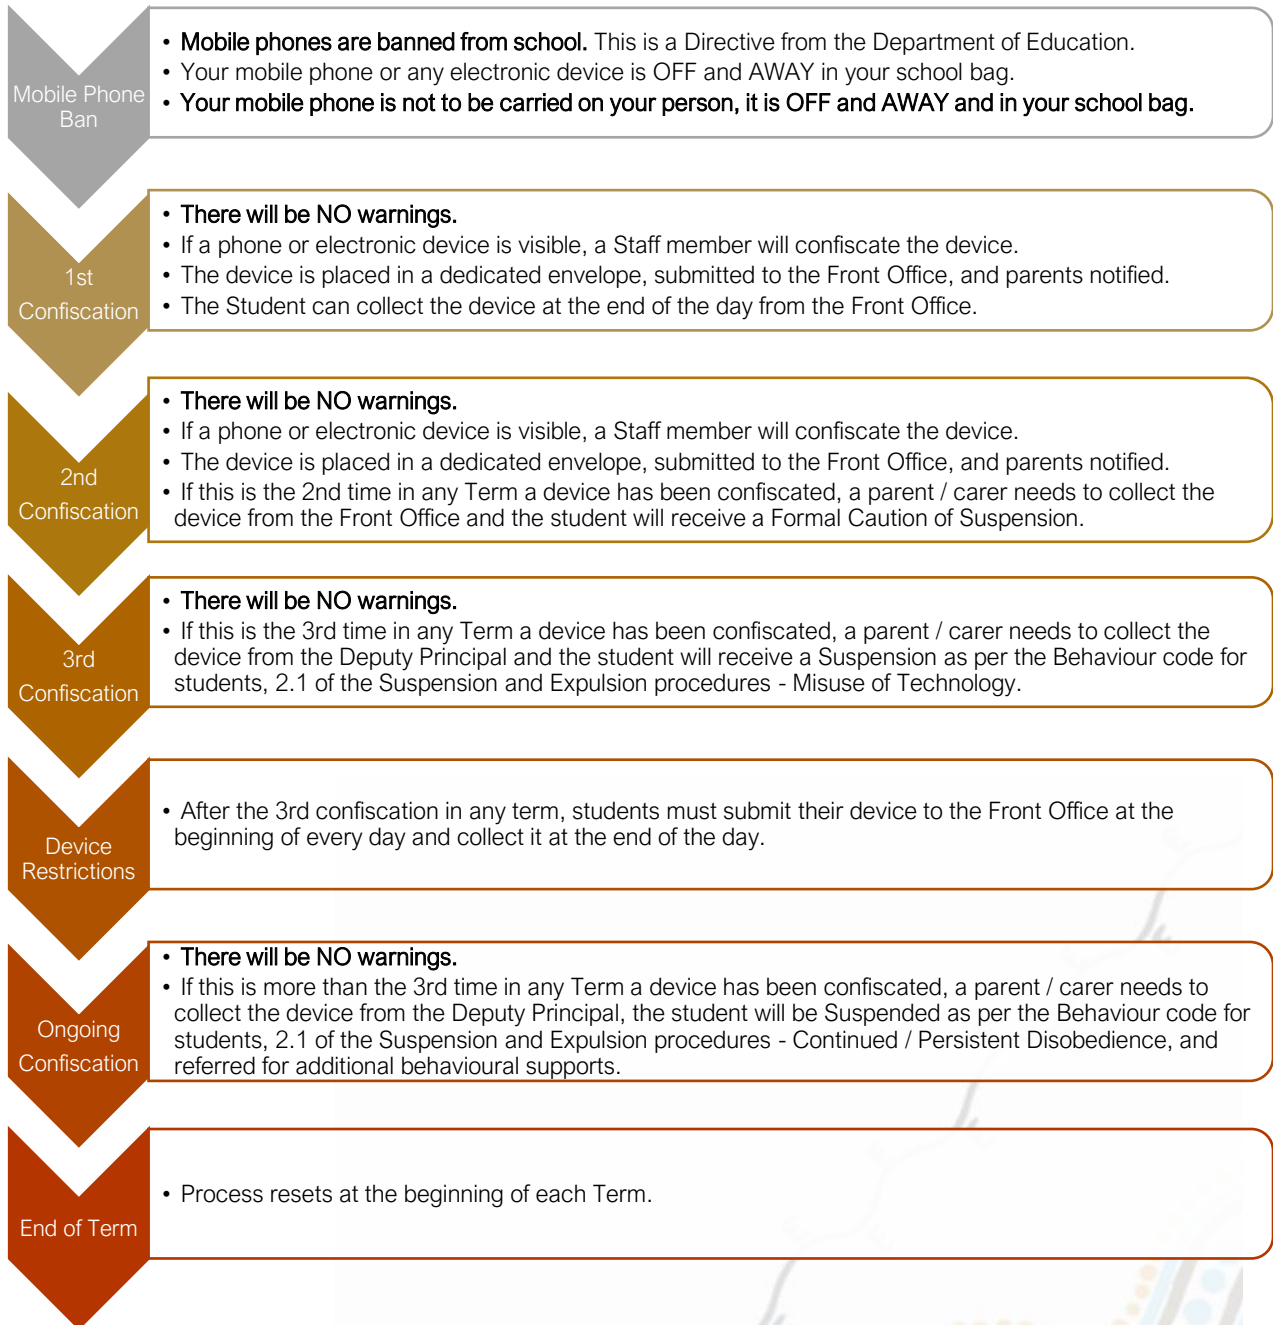 Mobile Phone
Ban
• Mobile phones are banned from school. This is a Directive from the Department of Education.
• Your mobile phone or any electronic device is OFF and AWAY in your school bag.
• Your mobile phone is not to be carried on your person, it is OFF and AWAY and in your school bag.
1st
Confiscation
• There will be NO warnings.
• If a phone or electronic device is visible, a Staff member will confiscate the device.
• The device is placed in a dedicated envelope, submitted to the Front Office, and parents notified.
• The Student can collect the device at the end of the day from the Front Office.
2nd
Confiscation
• There will be NO warnings.
• If a phone or electronic device is visible, a Staff member will confiscate the device.
• The device is placed in a dedicated envelope, submitted to the Front Office, and parents notified.
• If this is the 2nd time in any Term a device has been confiscated, a parent / carer needs to collect the
device from the Front Office and the student will receive a Formal Caution of Suspension.
3rd
Confiscation
• There will be NO warnings.
• If this is the 3rd time in any Term a device has been confiscated, a parent / carer needs to collect the
device from the Deputy Principal and the student will receive a Suspension as per the Behaviour code for
students, 2.1 of the Suspension and Expulsion procedures - Misuse of Technology.
Device
Restrictions
• After the 3rd confiscation in any term, students must submit their device to the Front Office at the
beginning of every day and collect it at the end of the day.
Ongoing
Confiscation
• There will be NO warnings.
• If this is more than the 3rd time in any Term a device has been confiscated, a parent / carer needs to
collect the device from the Deputy Principal, the student will be Suspended as per the Behaviour code for
students, 2.1 of the Suspension and Expulsion procedures - Continued / Persistent Disobedience, and
referred for additional behavioural supports.
End of Term
• Process resets at the beginning of each Term.